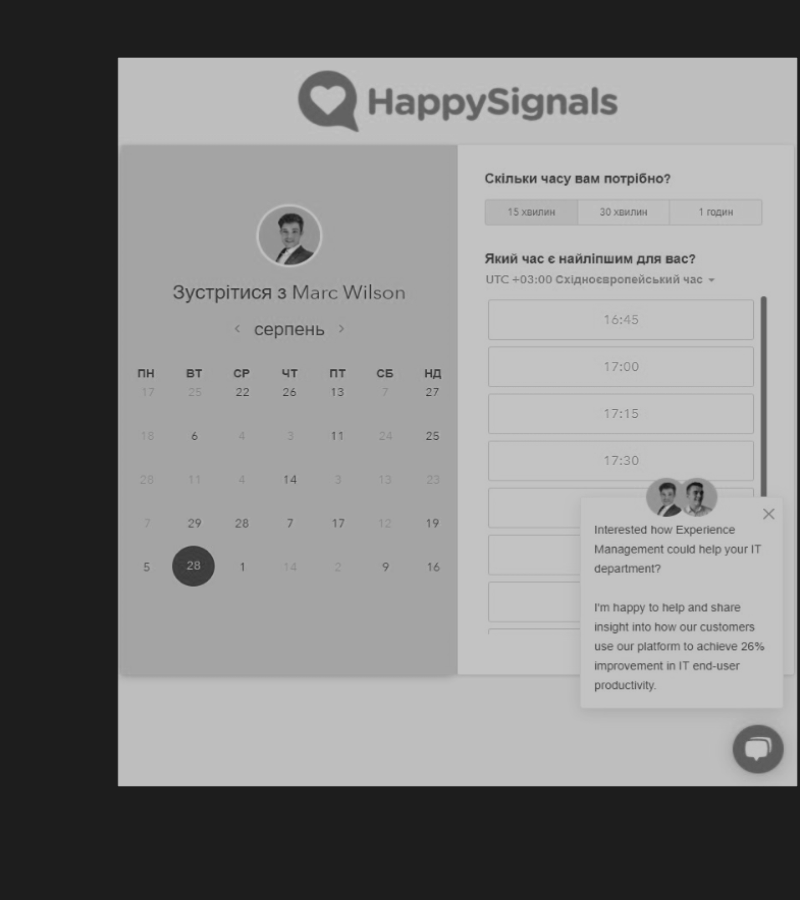 HappySignals
Зустрітися з Marc Wilson
серпень
ПН ВТ СР ЧТ ПТ СБ НД
17 25 22 26 13 7 27
18 6 4 3 11 24 25
28 11 4 14 3 13 23
7 29 28 7 17 12 19
5 28 1 14 2 9 16
Скільки часу вам потрібно?
15 хвилин 30 хвилин 1 годин
Який час є найліпшим для вас?
UTC +03:00 Східноєвропейський час
16:45
17:00
17:15
17:30
Interested how Experience
Management could help your IT
department?
I'm happy to help and share
insight into how our customers
use our platform to achieve 26%
improvement in IT end-user
productivity.